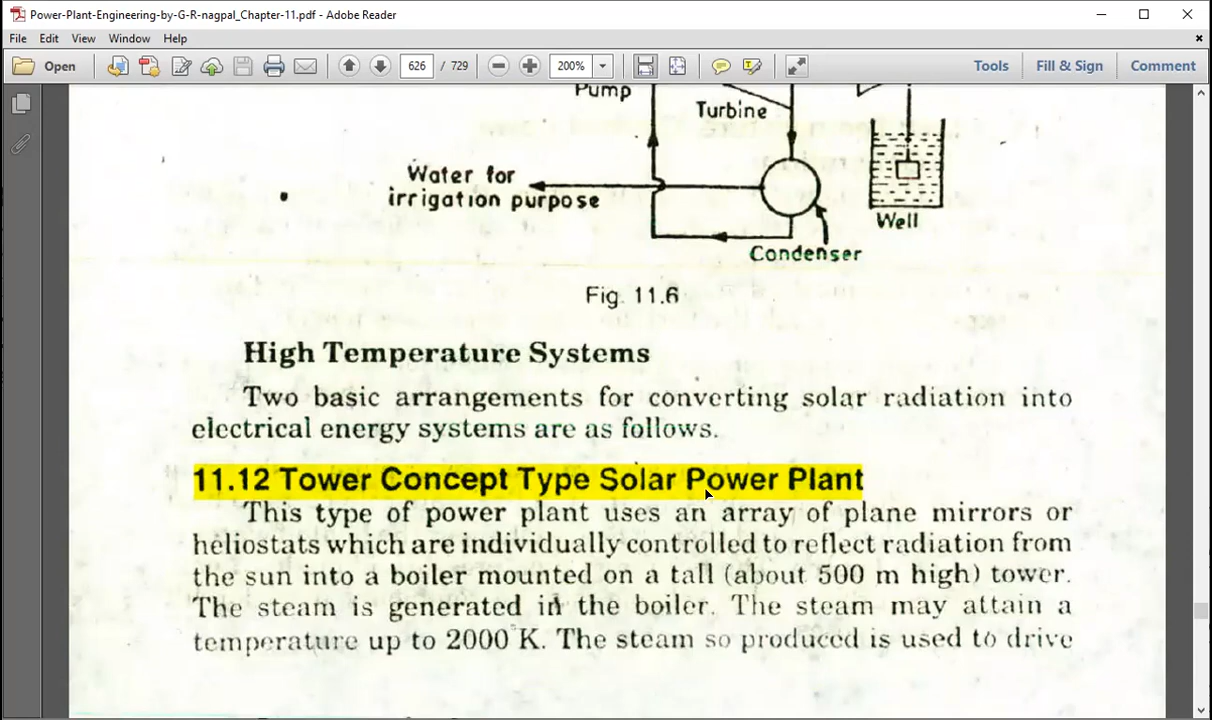 Power-Plant-Engineering-by-G-R-nagpal_Chapter-11.pdf - Adobe Reader
File Edit View Window Help
Open 626 / 729 200% Tools Fill & Sign Comment
Pump
Turbine
Water for
irrigation purpose
Well
Condenser
Fig. 11.6
High Temperature Systems
Two basic arrangements for converting solar radiation into
electrical energy systems are as follows.
11.12 Tower Concept Type Solar Power Plant
This type of power plant uses an array of plane mirrors or
heliostats which are individually controlled to reflect radiation from
the sun into a boiler mounted on a tall (about 500 m high) tower.
The steam is generated in the boiler. The steam may attain a
temperature up to 2000°K. The steam so produced is used to drive